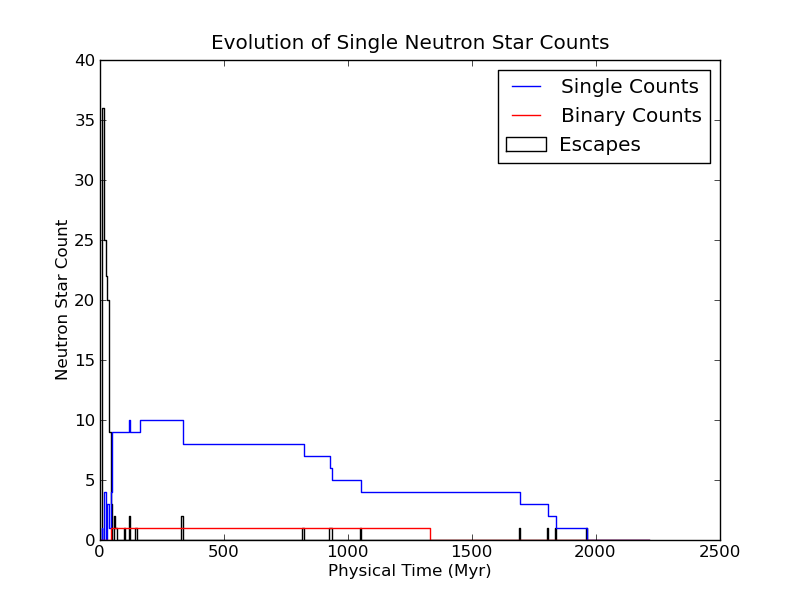 Evolution of Single Neutron Star Counts
Single Counts
Binary Counts
Escapes
Neutron Star Count
40
35
30
25
20
15
10
5
0
0 500 1000 1500 2000 2500
Physical Time (Myr)